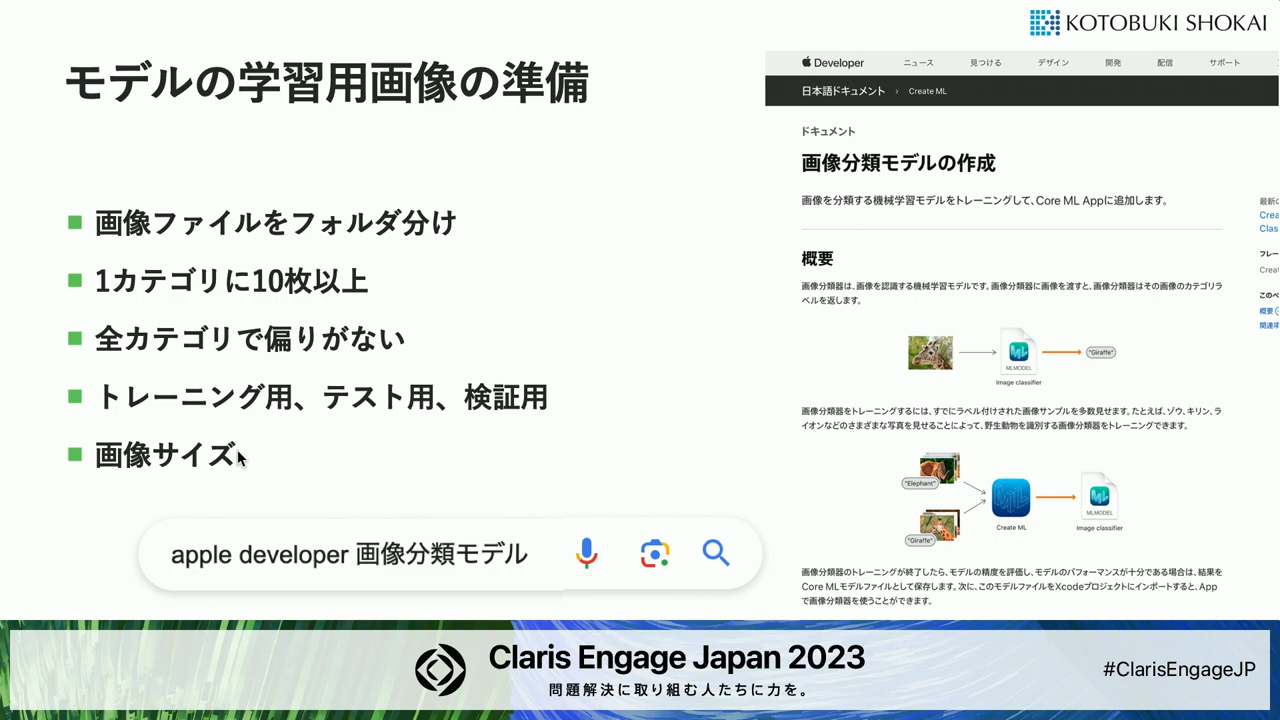 KOTOBUKI SHOKAI
モデルの学習用画像の準備
画像ファイルをフォルダ分け
1カテゴリに10枚以上
全カテゴリで偏りがない
トレーニング用、テスト用、検証用
画像サイズ
apple developer 画像分類モデル
Developer ニュース 見つける デザイン 開発 配信 サポート
日本語ドキュメント › Create ML
ドキュメント
画像分類モデルの作成
画像を分類する機械学習モデルをトレーニングして、Core ML Appに追加します。
概要
画像分類器は、画像を認識する機械学習モデルです。画像分類器に画像を渡すと、画像分類器はその画像のカテゴリラ
ベルを返します。
MLMODEL
"Giraffe"
Image classifier
画像分類器をトレーニングするには、すでにラベル付けされた画像サンプルを多数見せます。たとえば、ゾウ、キリン、ラ
イオンなどのさまざまな写真を見せることによって、野生動物を識別する画像分類器をトレーニングできます。
"Elephant"
MLMODEL
Create ML
Image classifier
"Giraffe"
画像分類器のトレーニングが終了したら、モデルの精度を評価し、モデルのパフォーマンスが十分である場合は、結果を
Core MLモデルファイルとして保存します。次に、このモデルファイルをXcodeプロジェクトにインポートすると、App
で画像分類器を使うことができます。
最新
Crea
Clas
フレー
Creat
このペ
概要
関連項
Claris Engage Japan 2023
問題解決に取り組む人たちに力を。
#ClarisEngageJP